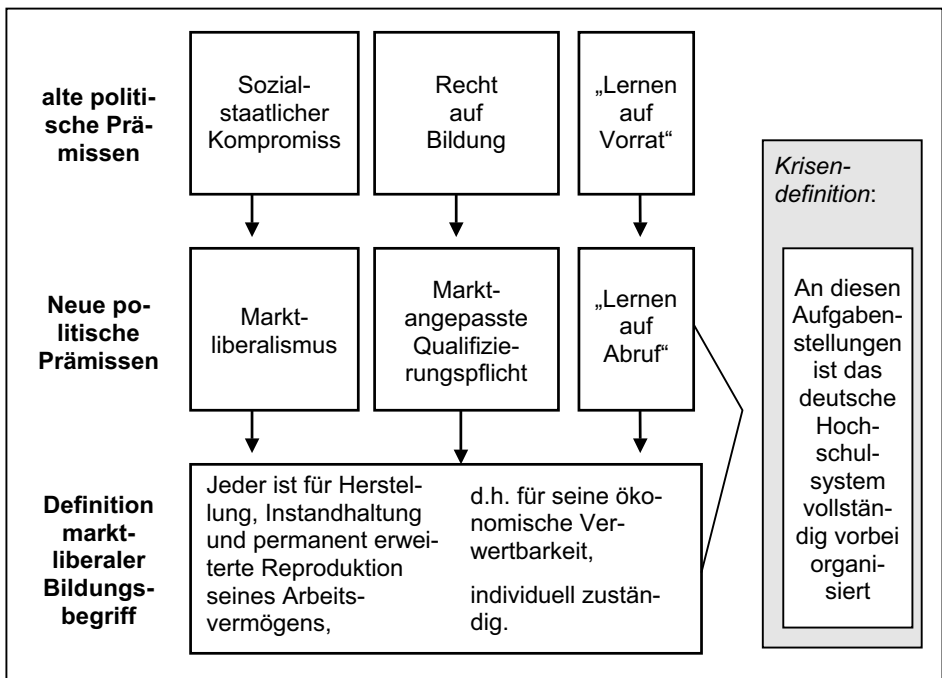 alte politi-
sche Prä-
missen
Sozial-
staatlicher
Kompromiss
Recht
auf
Bildung
„Lernen
auf
Vorrat“
Neue po-
litische
Prämissen
Markt-
liberalismus
Markt-
angepasste
Qualifizie-
rungspflicht
„Lernen
auf
Abruf“
Definition
markt-
liberaler
Bildungs-
begriff
Jeder ist für Herstel-
lung, Instandhaltung
und permanent erwei-
terte Reproduktion
seines Arbeits-
vermögens,
d.h. für seine öko-
nomische Ver-
wertbarkeit,
individuell zustän-
dig.
Krisen-
definition:
An diesen
Aufgaben-
stellungen
ist das
deutsche
Hoch-
schul-
system
vollstän-
dig vorbei
organi-
siert